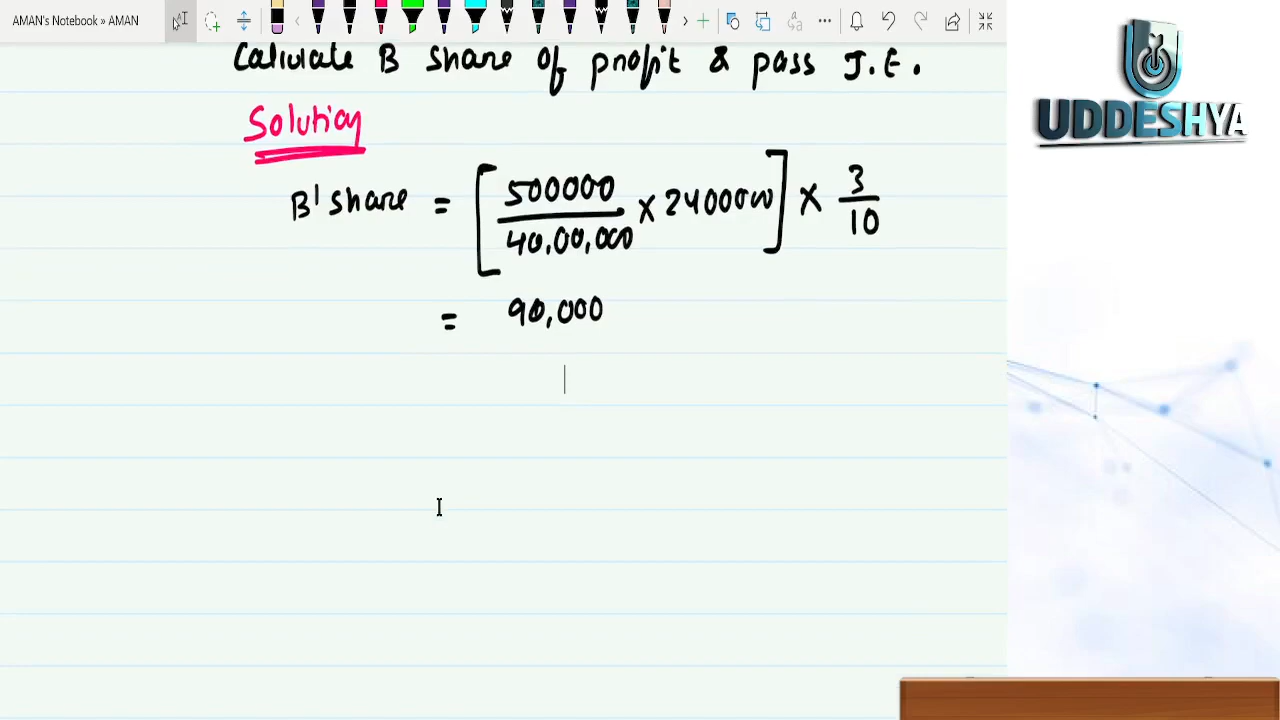 AMAN's Notebook » AMAN
Calculate B share of profit & pass J.E.
UDDESHYA
Solution
B' share = [500000/40,00,000 × 2400000] × 3/10
= 90,000